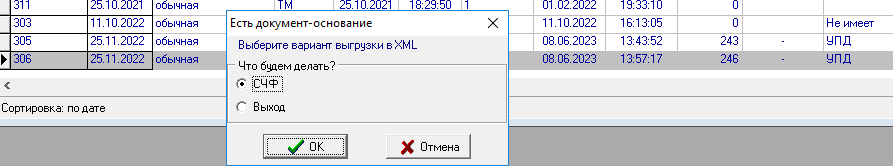 311 25.10.2021 обычная ТМ 25.10.2021 18:29:50 1 01.02.2022 19:33:10 0
303 11.10.2022 обычная 11.10.2022 16:13:05 0 Не имеет
305 25.11.2022 обычная 08.06.2023 13:43:52 243 - УПД
306 25.11.2022 обычная 08.06.2023 13:57:17 246 - УПД
Сортировка: по дате
Есть документ-основание
Выберите вариант выгрузки в XML
Что будем делать?
СЧФ
Выход
OK
Отмена